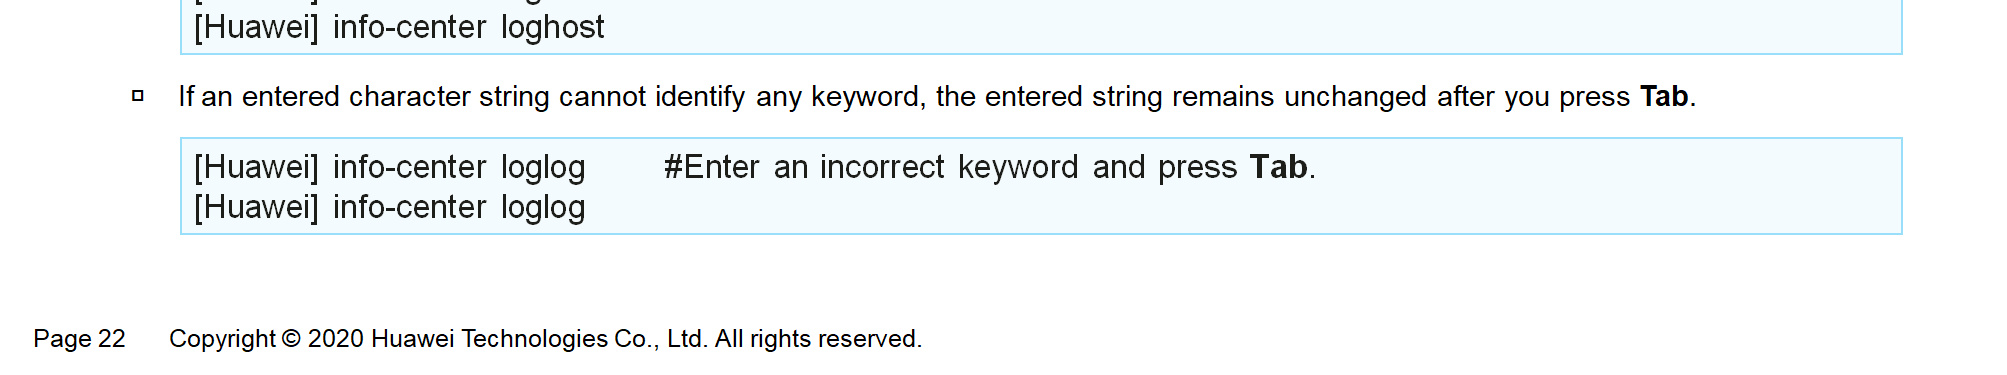 [Huawei] info-center loghost
If an entered character string cannot identify any keyword, the entered string remains unchanged after you press Tab.
[Huawei] info-center loglog #Enter an incorrect keyword and press Tab.
[Huawei] info-center loglog
Page 22 Copyright © 2020 Huawei Technologies Co., Ltd. All rights reserved.